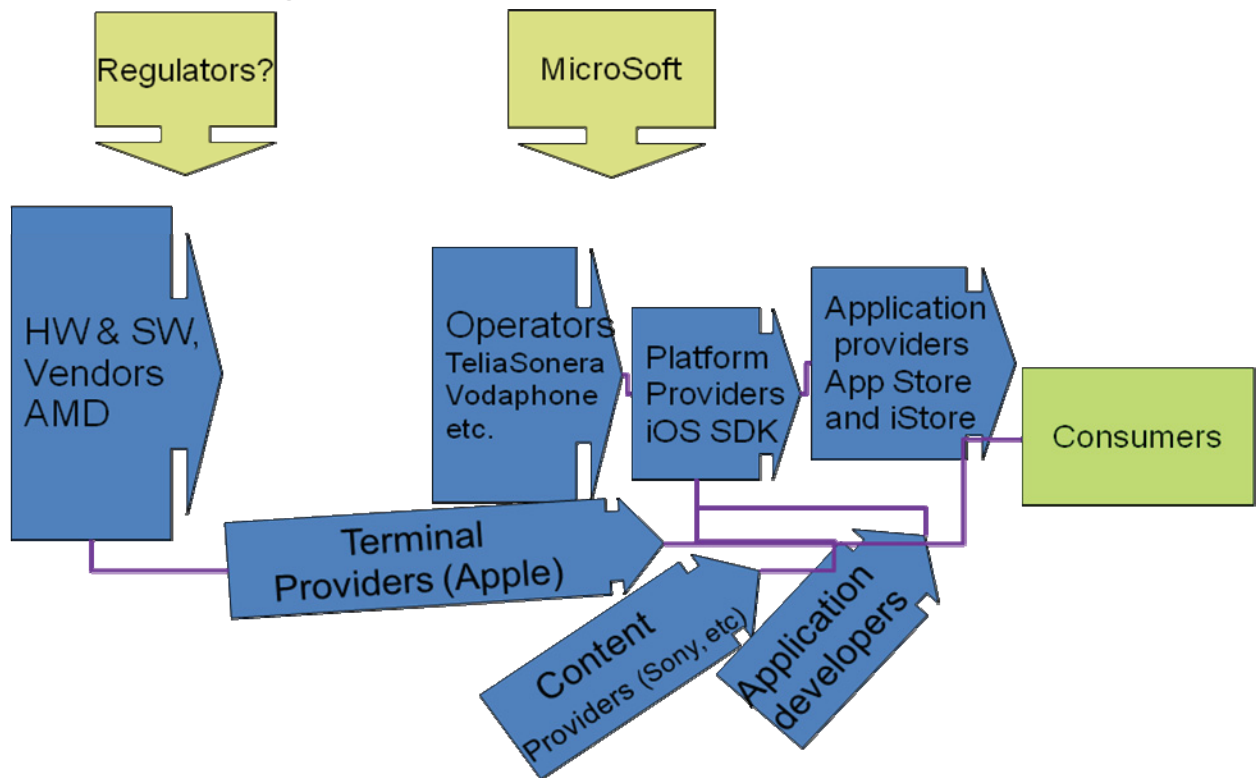 Regulators?
MicroSoft
HW & SW,
Vendors
AMD
Operators
TeliaSonera
Vodaphone
etc.
Platform
Providers
iOS SDK
Application
providers
App Store
and iStore
Consumers
Terminal
Providers (Apple)
Content
Providers (Sony, etc)
Application
developers